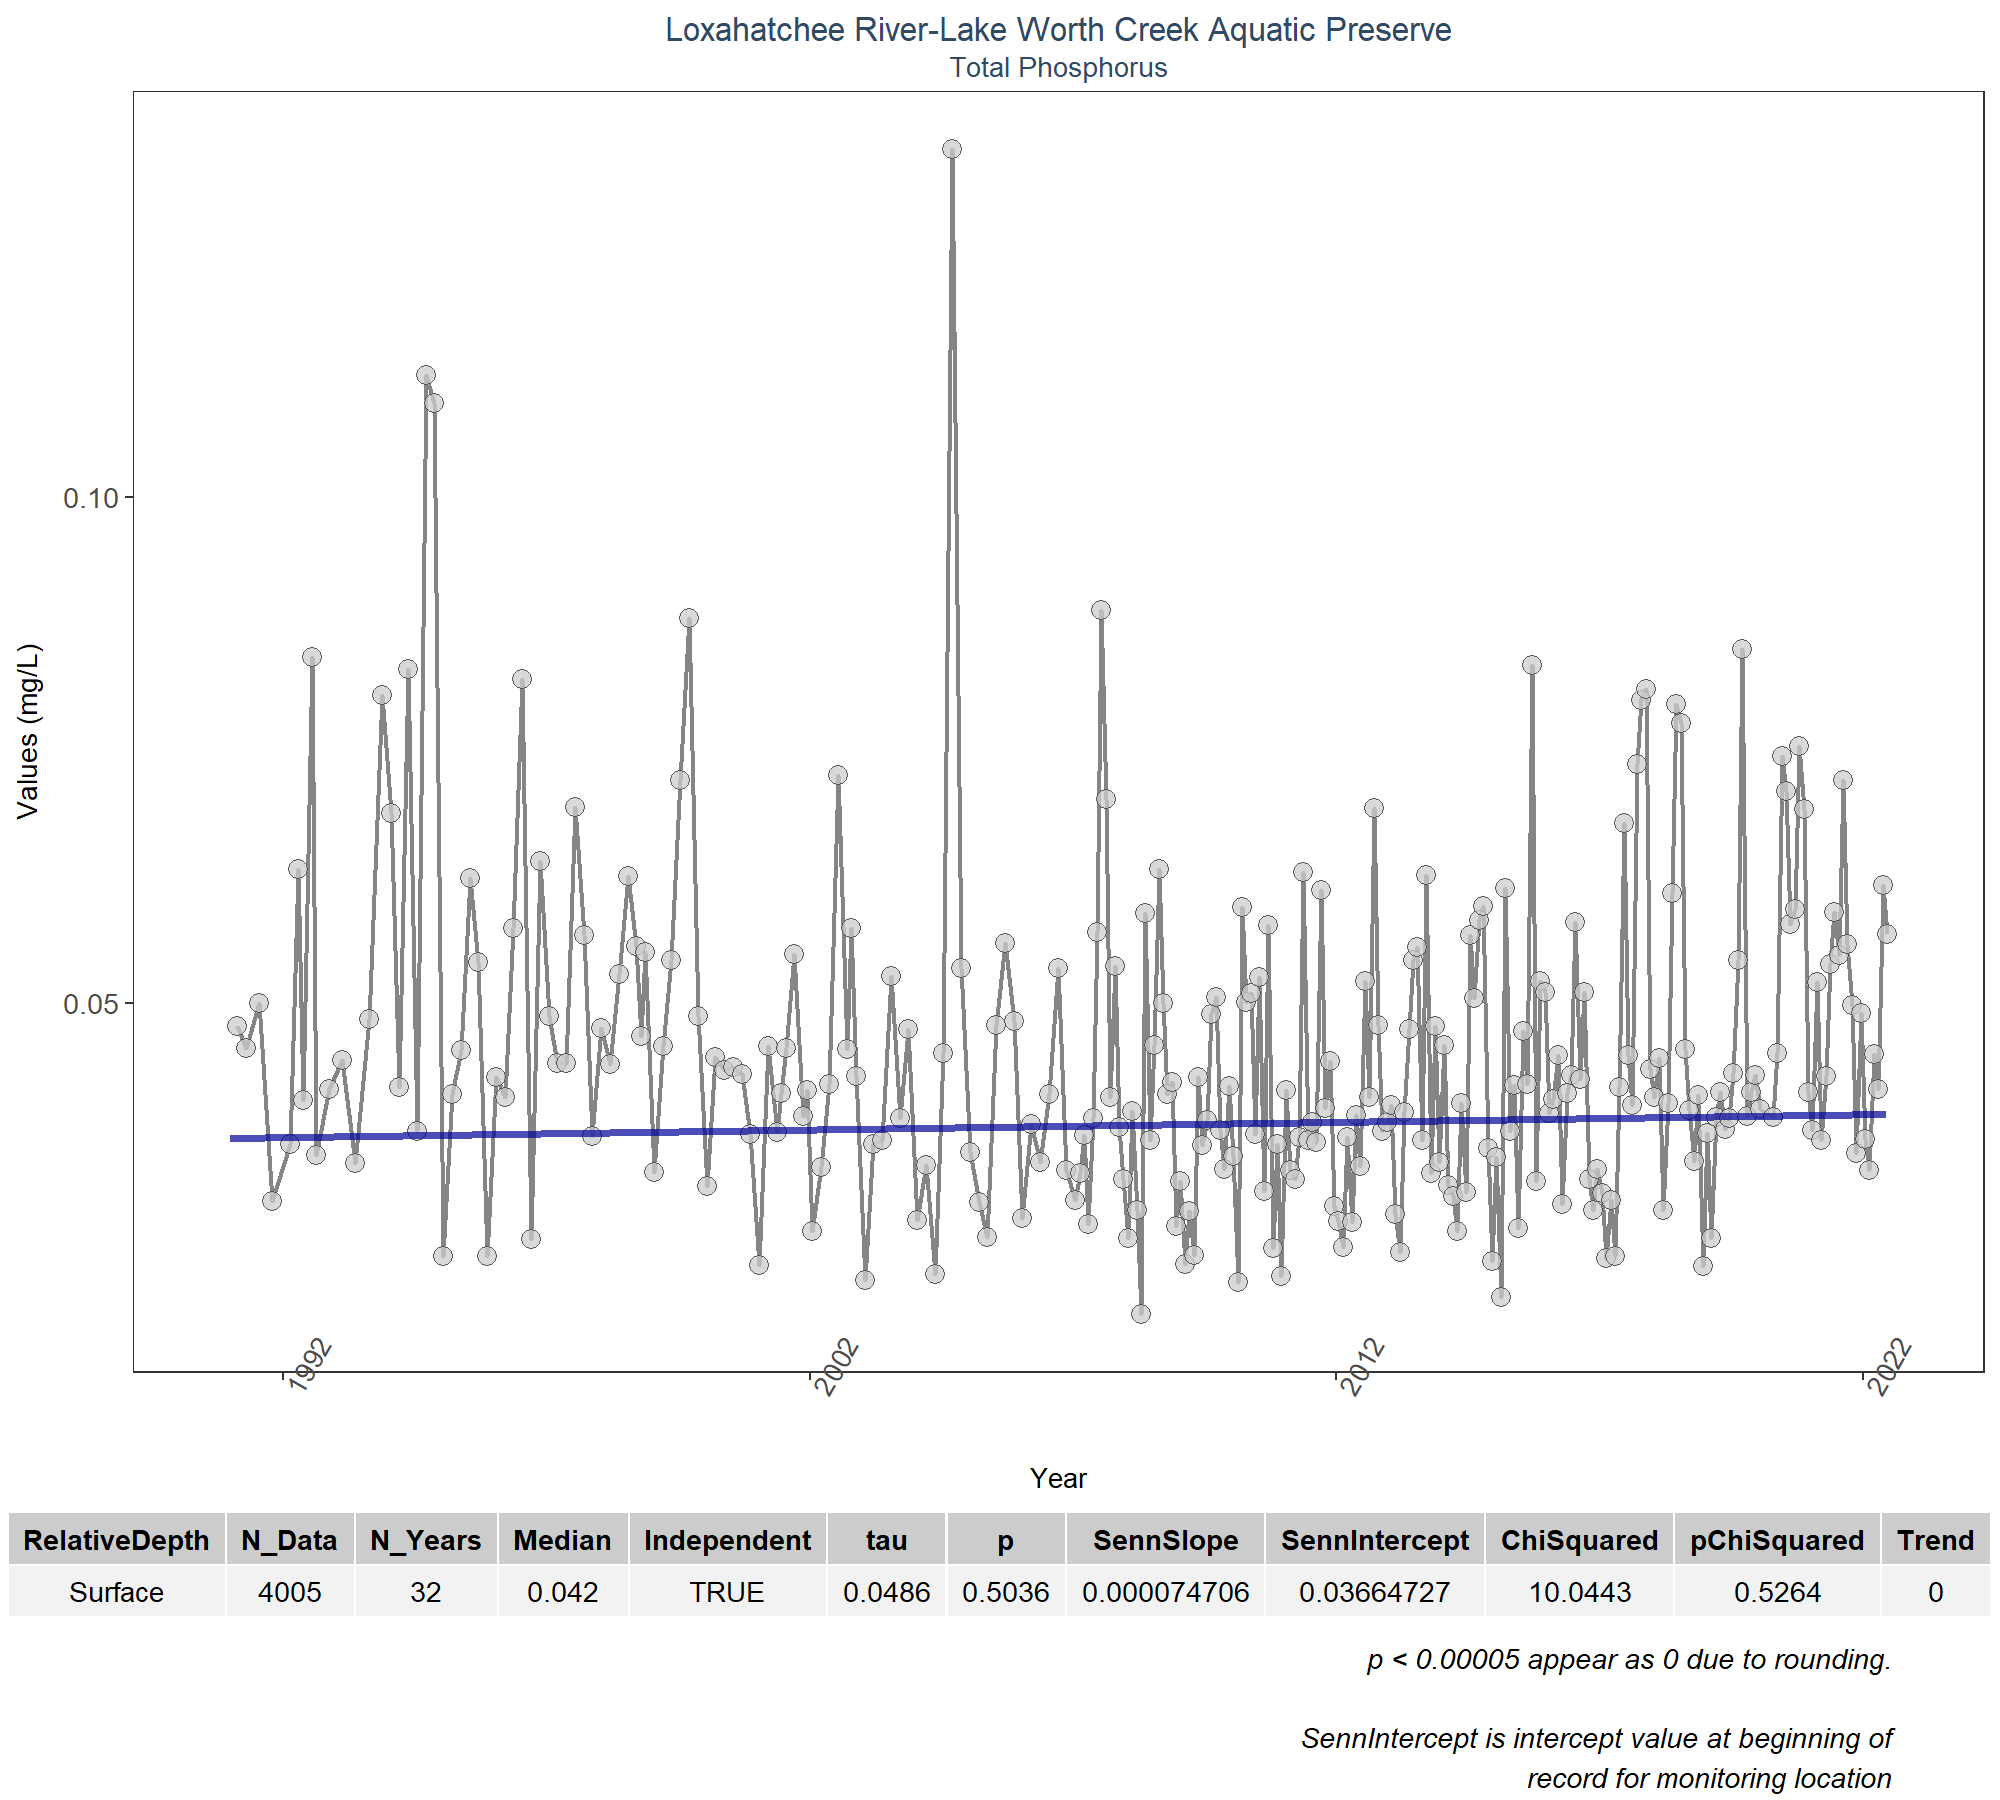 Loxahatchee River-Lake Worth Creek Aquatic Preserve
Total Phosphorus
Values (mg/L)
0.10
0.05
1992
2002
2012
2022
Year
RelativeDepth N_Data N_Years Median Independent tau p SennSlope SennIntercept ChiSquared pChiSquared Trend
Surface 4005 32 0.042 TRUE 0.0486 0.5036 0.000074706 0.03664727 10.0443 0.5264 0
p < 0.00005 appear as 0 due to rounding.
SennIntercept is intercept value at beginning of
record for monitoring location